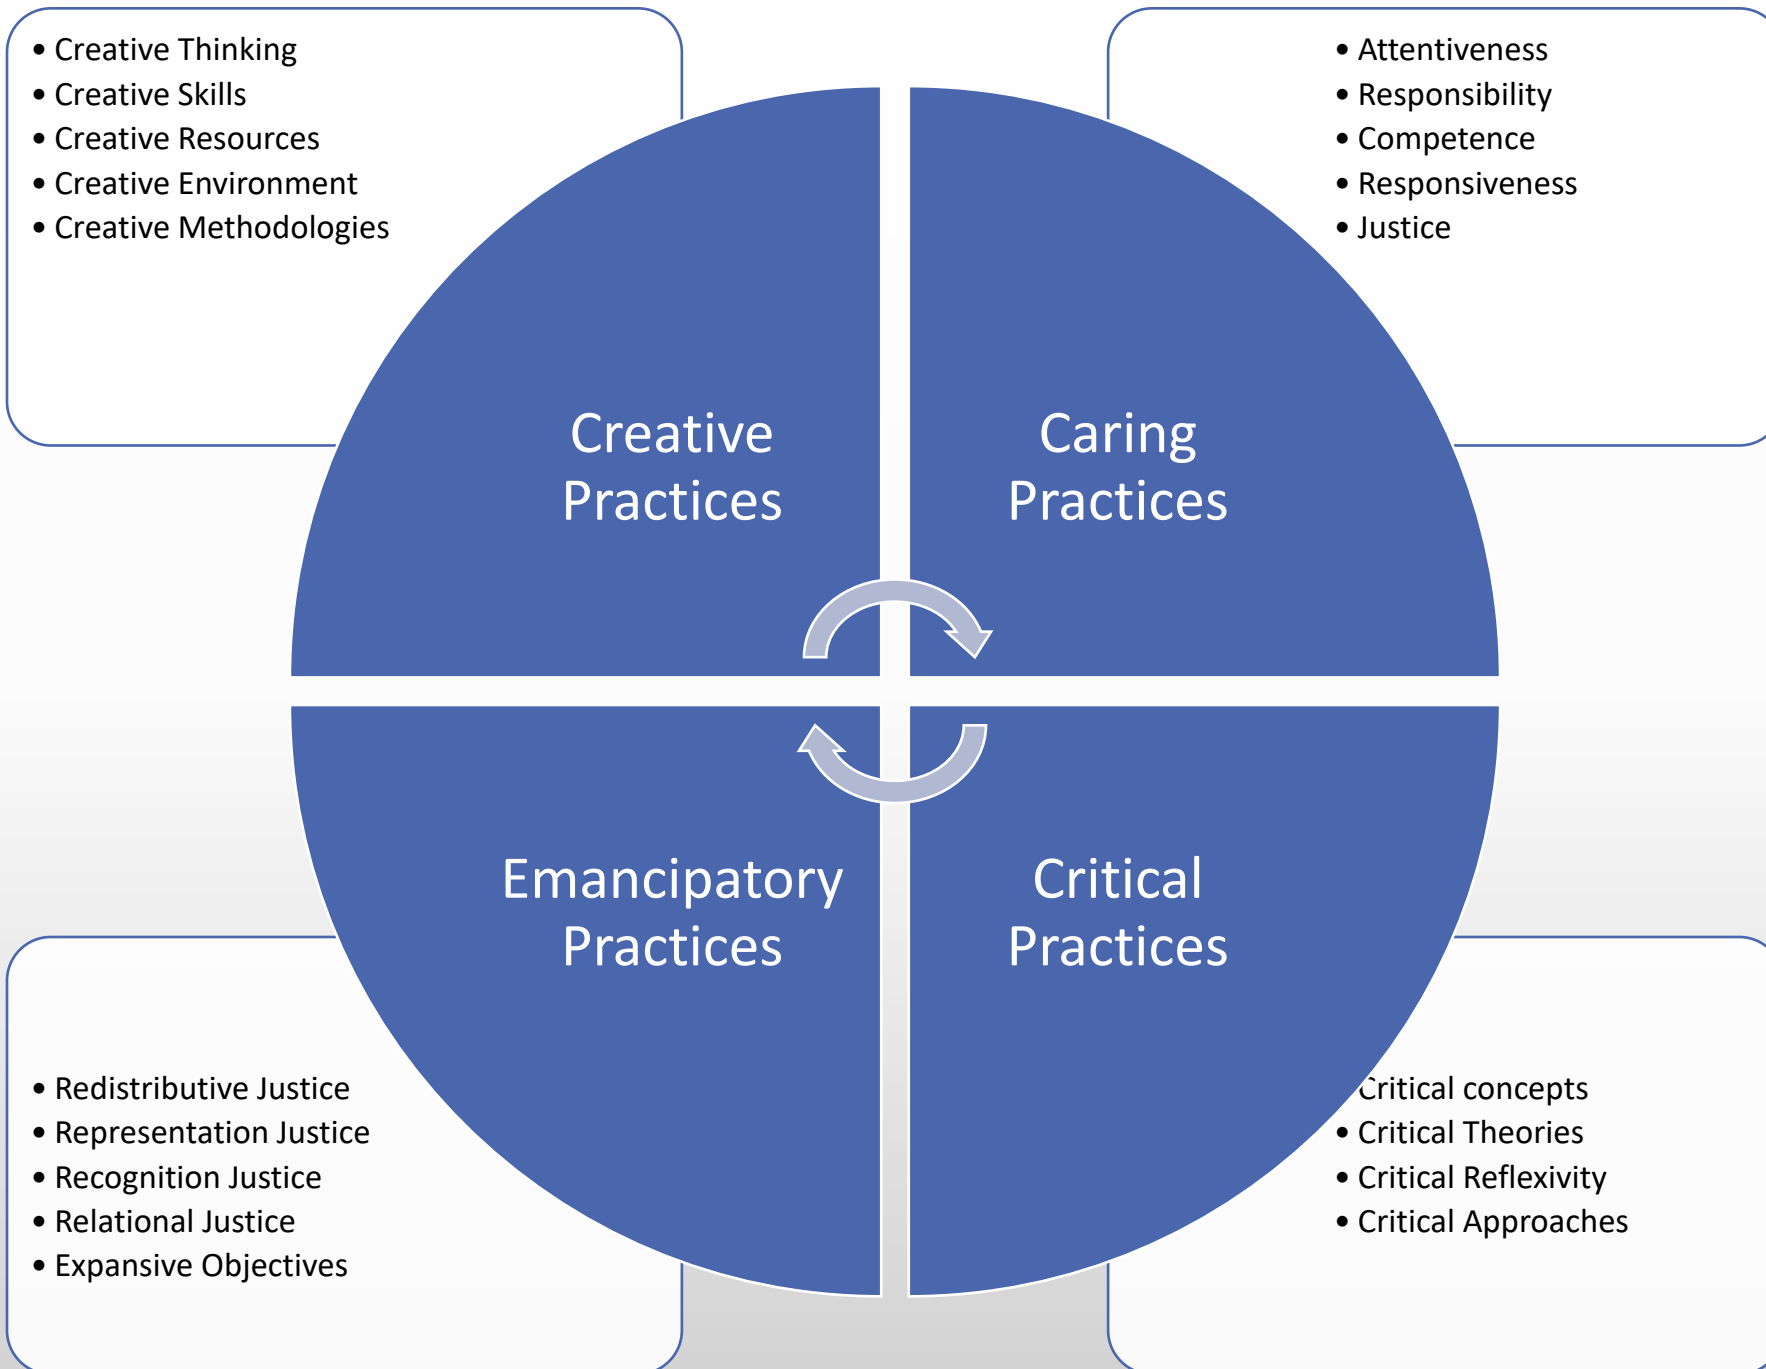 • Creative Thinking
• Creative Skills
• Creative Resources
• Creative Environment
• Creative Methodologies
• Attentiveness
• Responsibility
• Competence
• Responsiveness
• Justice
Creative
Practices
Caring
Practices
Emancipatory
Practices
Critical
Practices
• Redistributive Justice
• Representation Justice
• Recognition Justice
• Relational Justice
• Expansive Objectives
Critical concepts
• Critical Theories
• Critical Reflexivity
• Critical Approaches